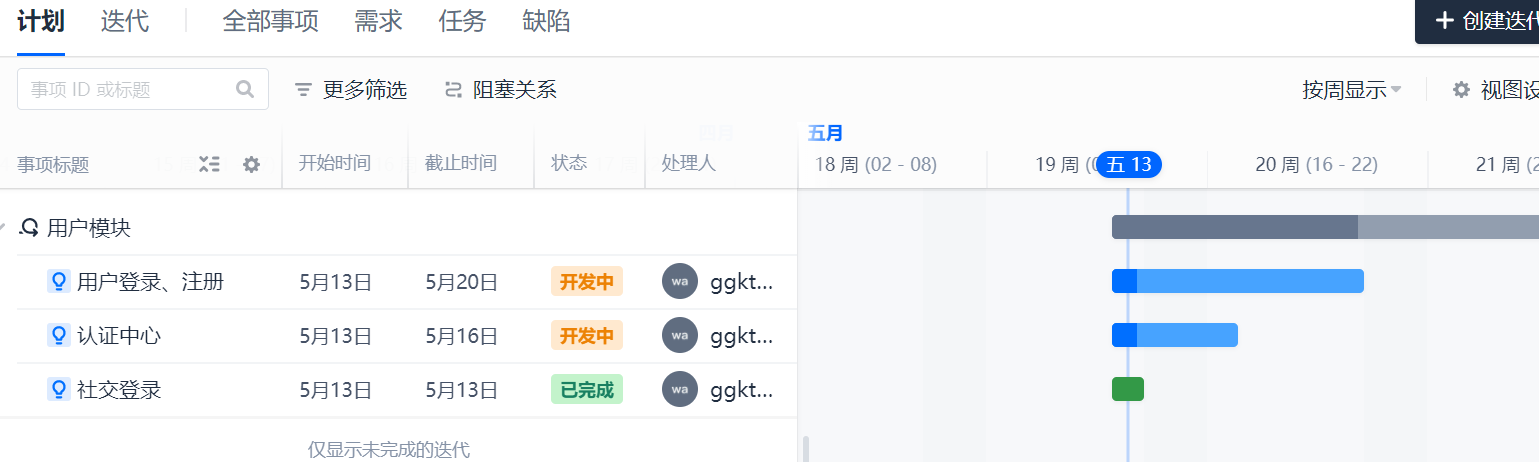 计划 迭代 全部事项 需求 任务 缺陷 创建迭代
事项 ID 或标题 更多筛选 阻塞关系 按周显示 视图设
五月
事项标题 开始时间 截止时间 状态 处理人 18 周 (02 - 08) 19 周 ( 五 13 20 周 (16 - 22) 21 周 (2
用户模块
用户登录、注册 5月13日 5月20日 开发中 wa ggkt...
认证中心 5月13日 5月16日 开发中 wa ggkt...
社交登录 5月13日 5月13日 已完成 wa ggkt...
仅显示未完成的迭代